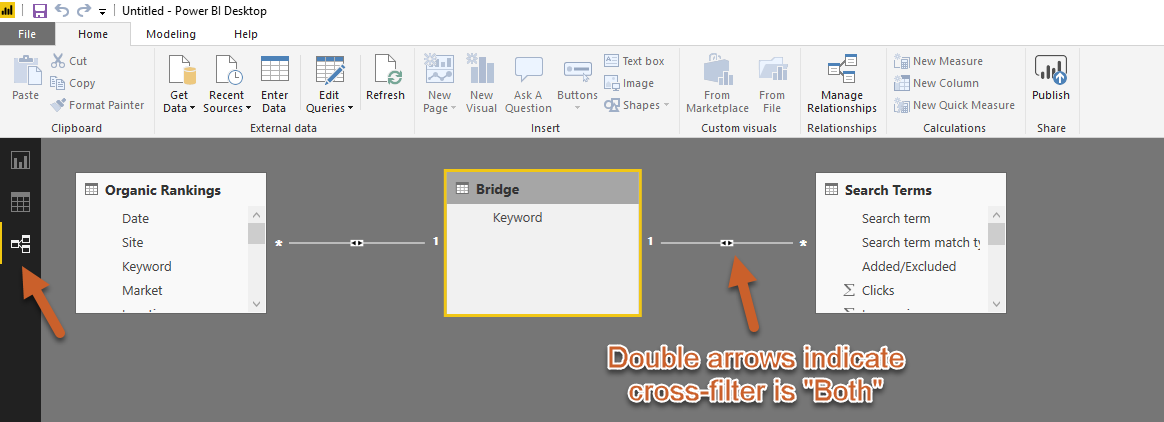 Untitled - Power BI Desktop
File Home Modeling Help
Paste
Cut
Copy
Format Painter
Clipboard
Get Data
Recent Sources
Enter Data
Edit Queries
Refresh
External data
New Page
New Visual
Ask A Question
Buttons
Text box
Image
Shapes
Insert
From Marketplace
From File
Custom visuals
Manage Relationships
Relationships
New Measure
New Column
New Quick Measure
Calculations
Publish
Share
Organic Rankings
Date
Site
Keyword
Market
* 1
Bridge
Keyword
1 *
Search Terms
Search term
Search term match ty
Added/Excluded
Σ Clicks
Double arrows indicate
cross-filter is "Both"